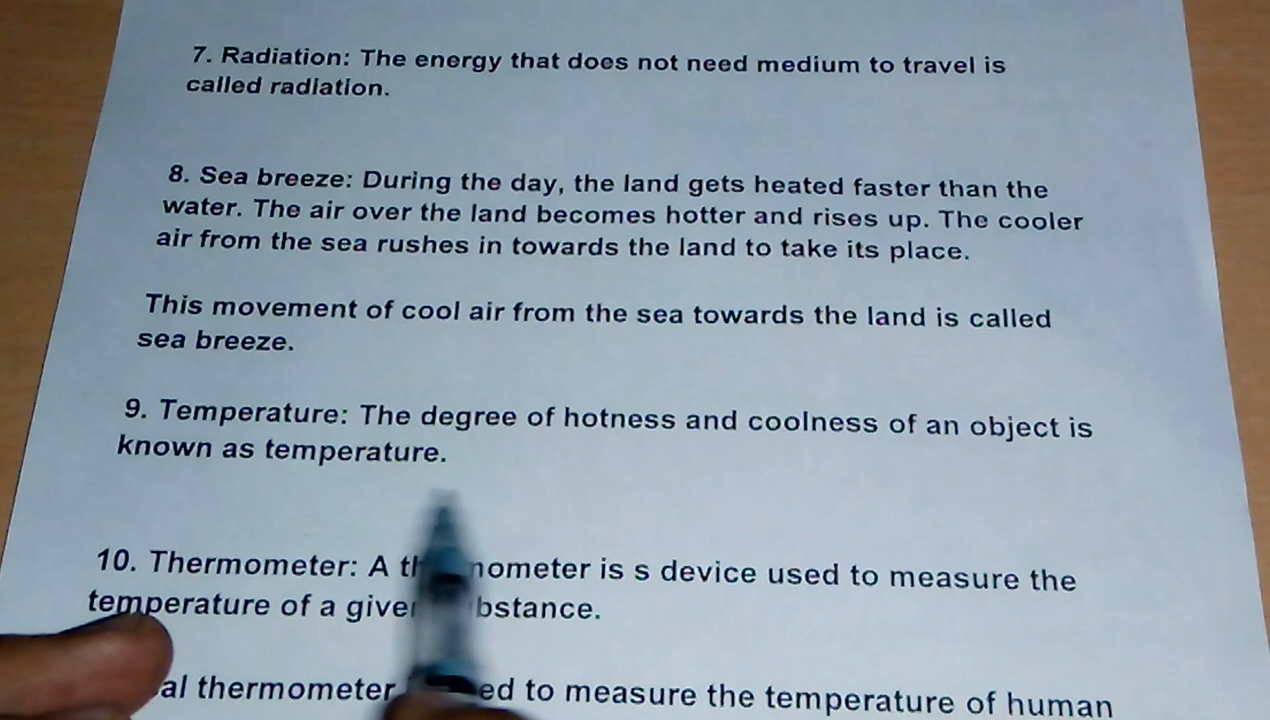 7. Radiation: The energy that does not need medium to travel is
called radiation.
8. Sea breeze: During the day, the land gets heated faster than the
water. The air over the land becomes hotter and rises up. The cooler
air from the sea rushes in towards the land to take its place.
This movement of cool air from the sea towards the land is called
sea breeze.
9. Temperature: The degree of hotness and coolness of an object is
known as temperature.
10. Thermometer: A thermometer is s device used to measure the
temperature of a given substance.
thermometer to measure the temperature of human